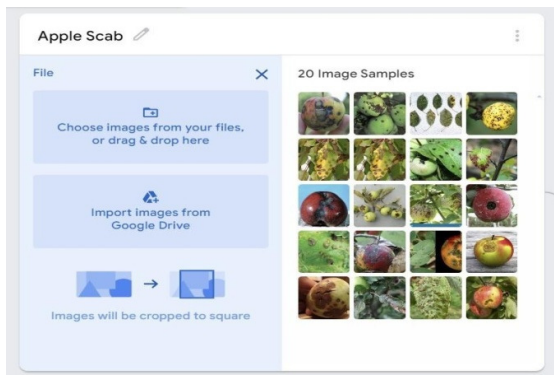 Apple Scab
File
20 Image Samples
Choose images from your files,
or drag & drop here
Import images from
Google Drive
Images will be cropped to square